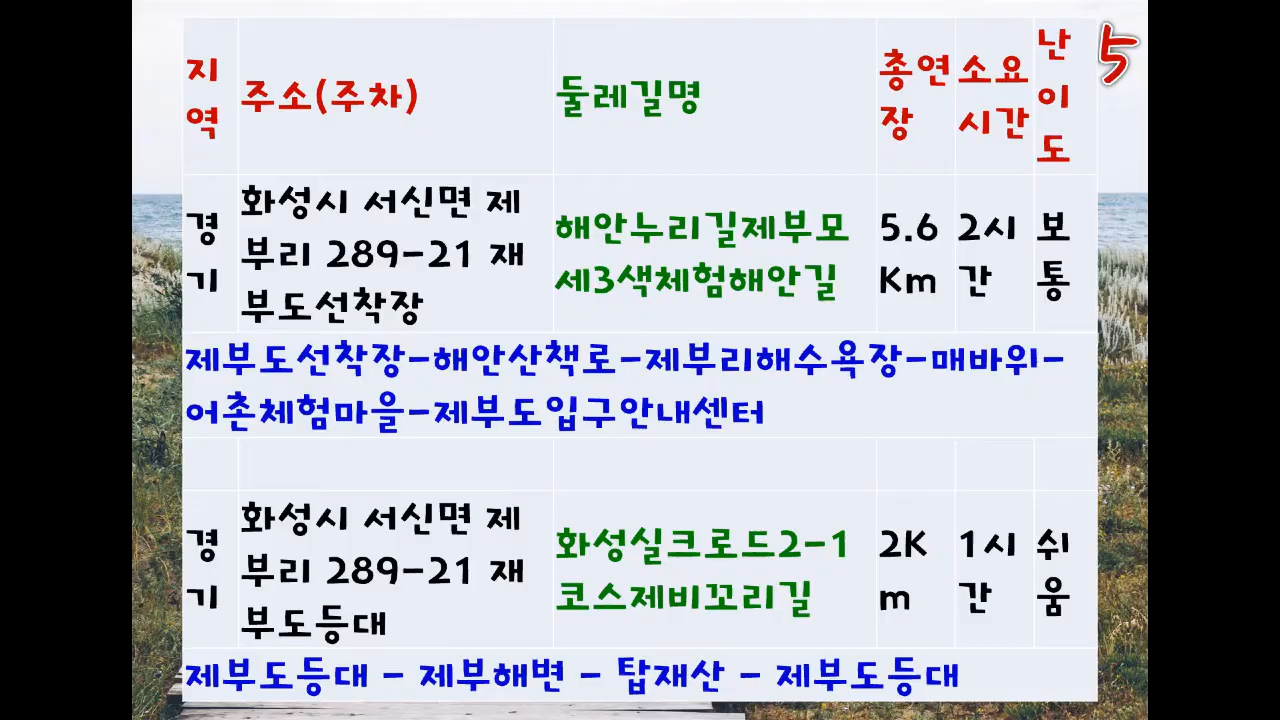 지역 주소(주차) 둘레길명 총연장 소요시간 난이도 5
경기 화성시 서신면 제부리 289-21 재부도선착장 해안누리길제부모세3색체험해안길 5.6Km 2시간 보통
제부도선착장-해안산책로-제부리해수욕장-매바위-
어촌체험마을-제부도입구안내센터
경기 화성시 서신면 제부리 289-21 재부도등대 화성실크로드2-1코스제비꼬리길 2Km 1시간 쉬움
제부도등대 - 제부해변 - 탑재산 - 제부도등대